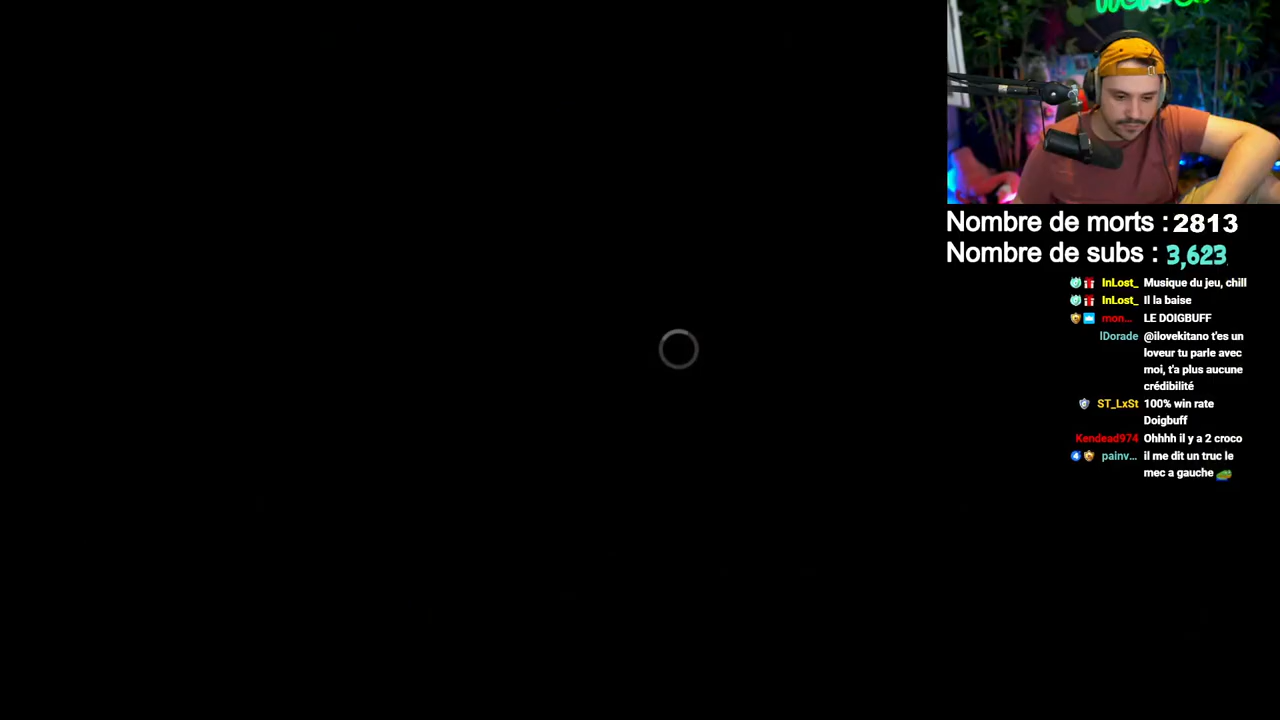 Nombre de morts : 2813
Nombre de subs : 3,623
InLost_ Musique du jeu, chill
InLost_ Il la baise
mon... LE DOIGBUFF
lDorade @ilovekitano t'es un
loveur tu parle avec
moi, t'a plus aucune
crédibilité
ST_LxSt 100% win rate
Doigbuff
Kendead974 Ohhhh il y a 2 croco
painv... il me dit un truc le
mec a gauche